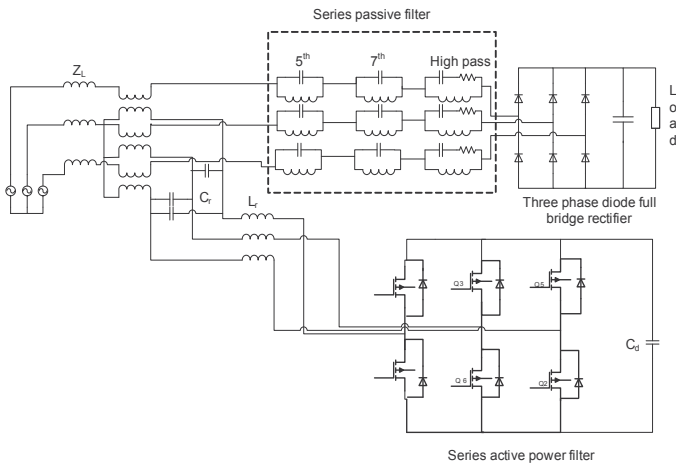 Series passive filter
5th
7th
High pass
ZL
L
o
a
d
Cr
Lr
Three phase diode full
bridge rectifier
Q3
Q5
Cd
Q6
Q2
Series active power filter